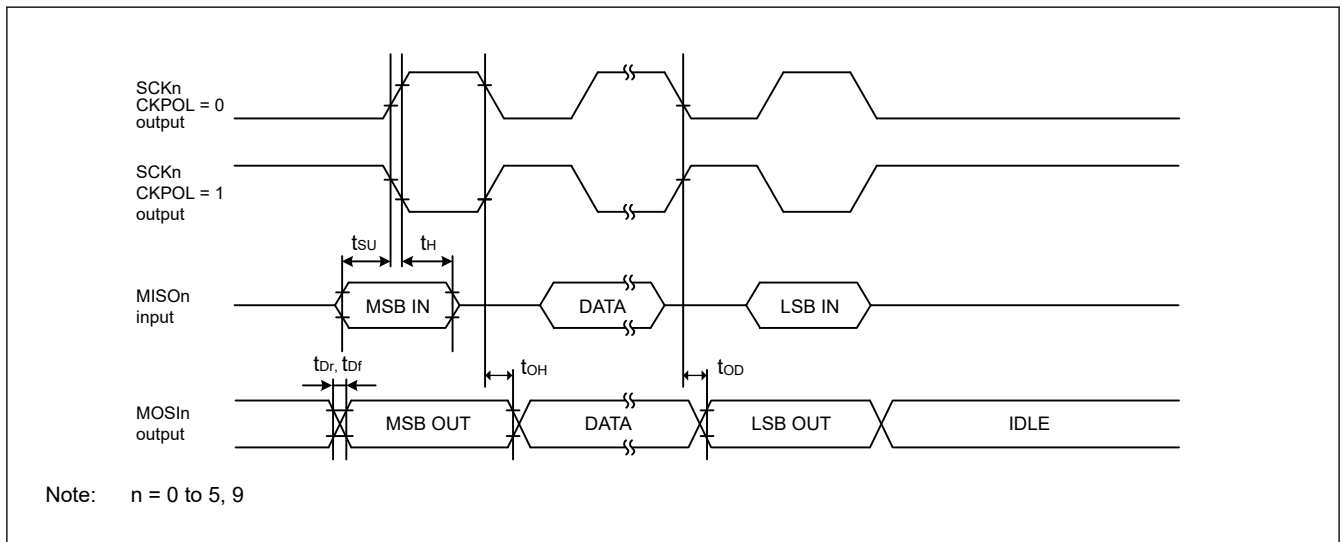 SCKn
CKPOL = 0
output
SCKn
CKPOL = 1
output
tSU
tH
MISOn
input
MSB IN
DATA
LSB IN
tDr, tDf
tOH
tOD
MOSIn
output
MSB OUT
DATA
LSB OUT
IDLE
Note: n = 0 to 5, 9